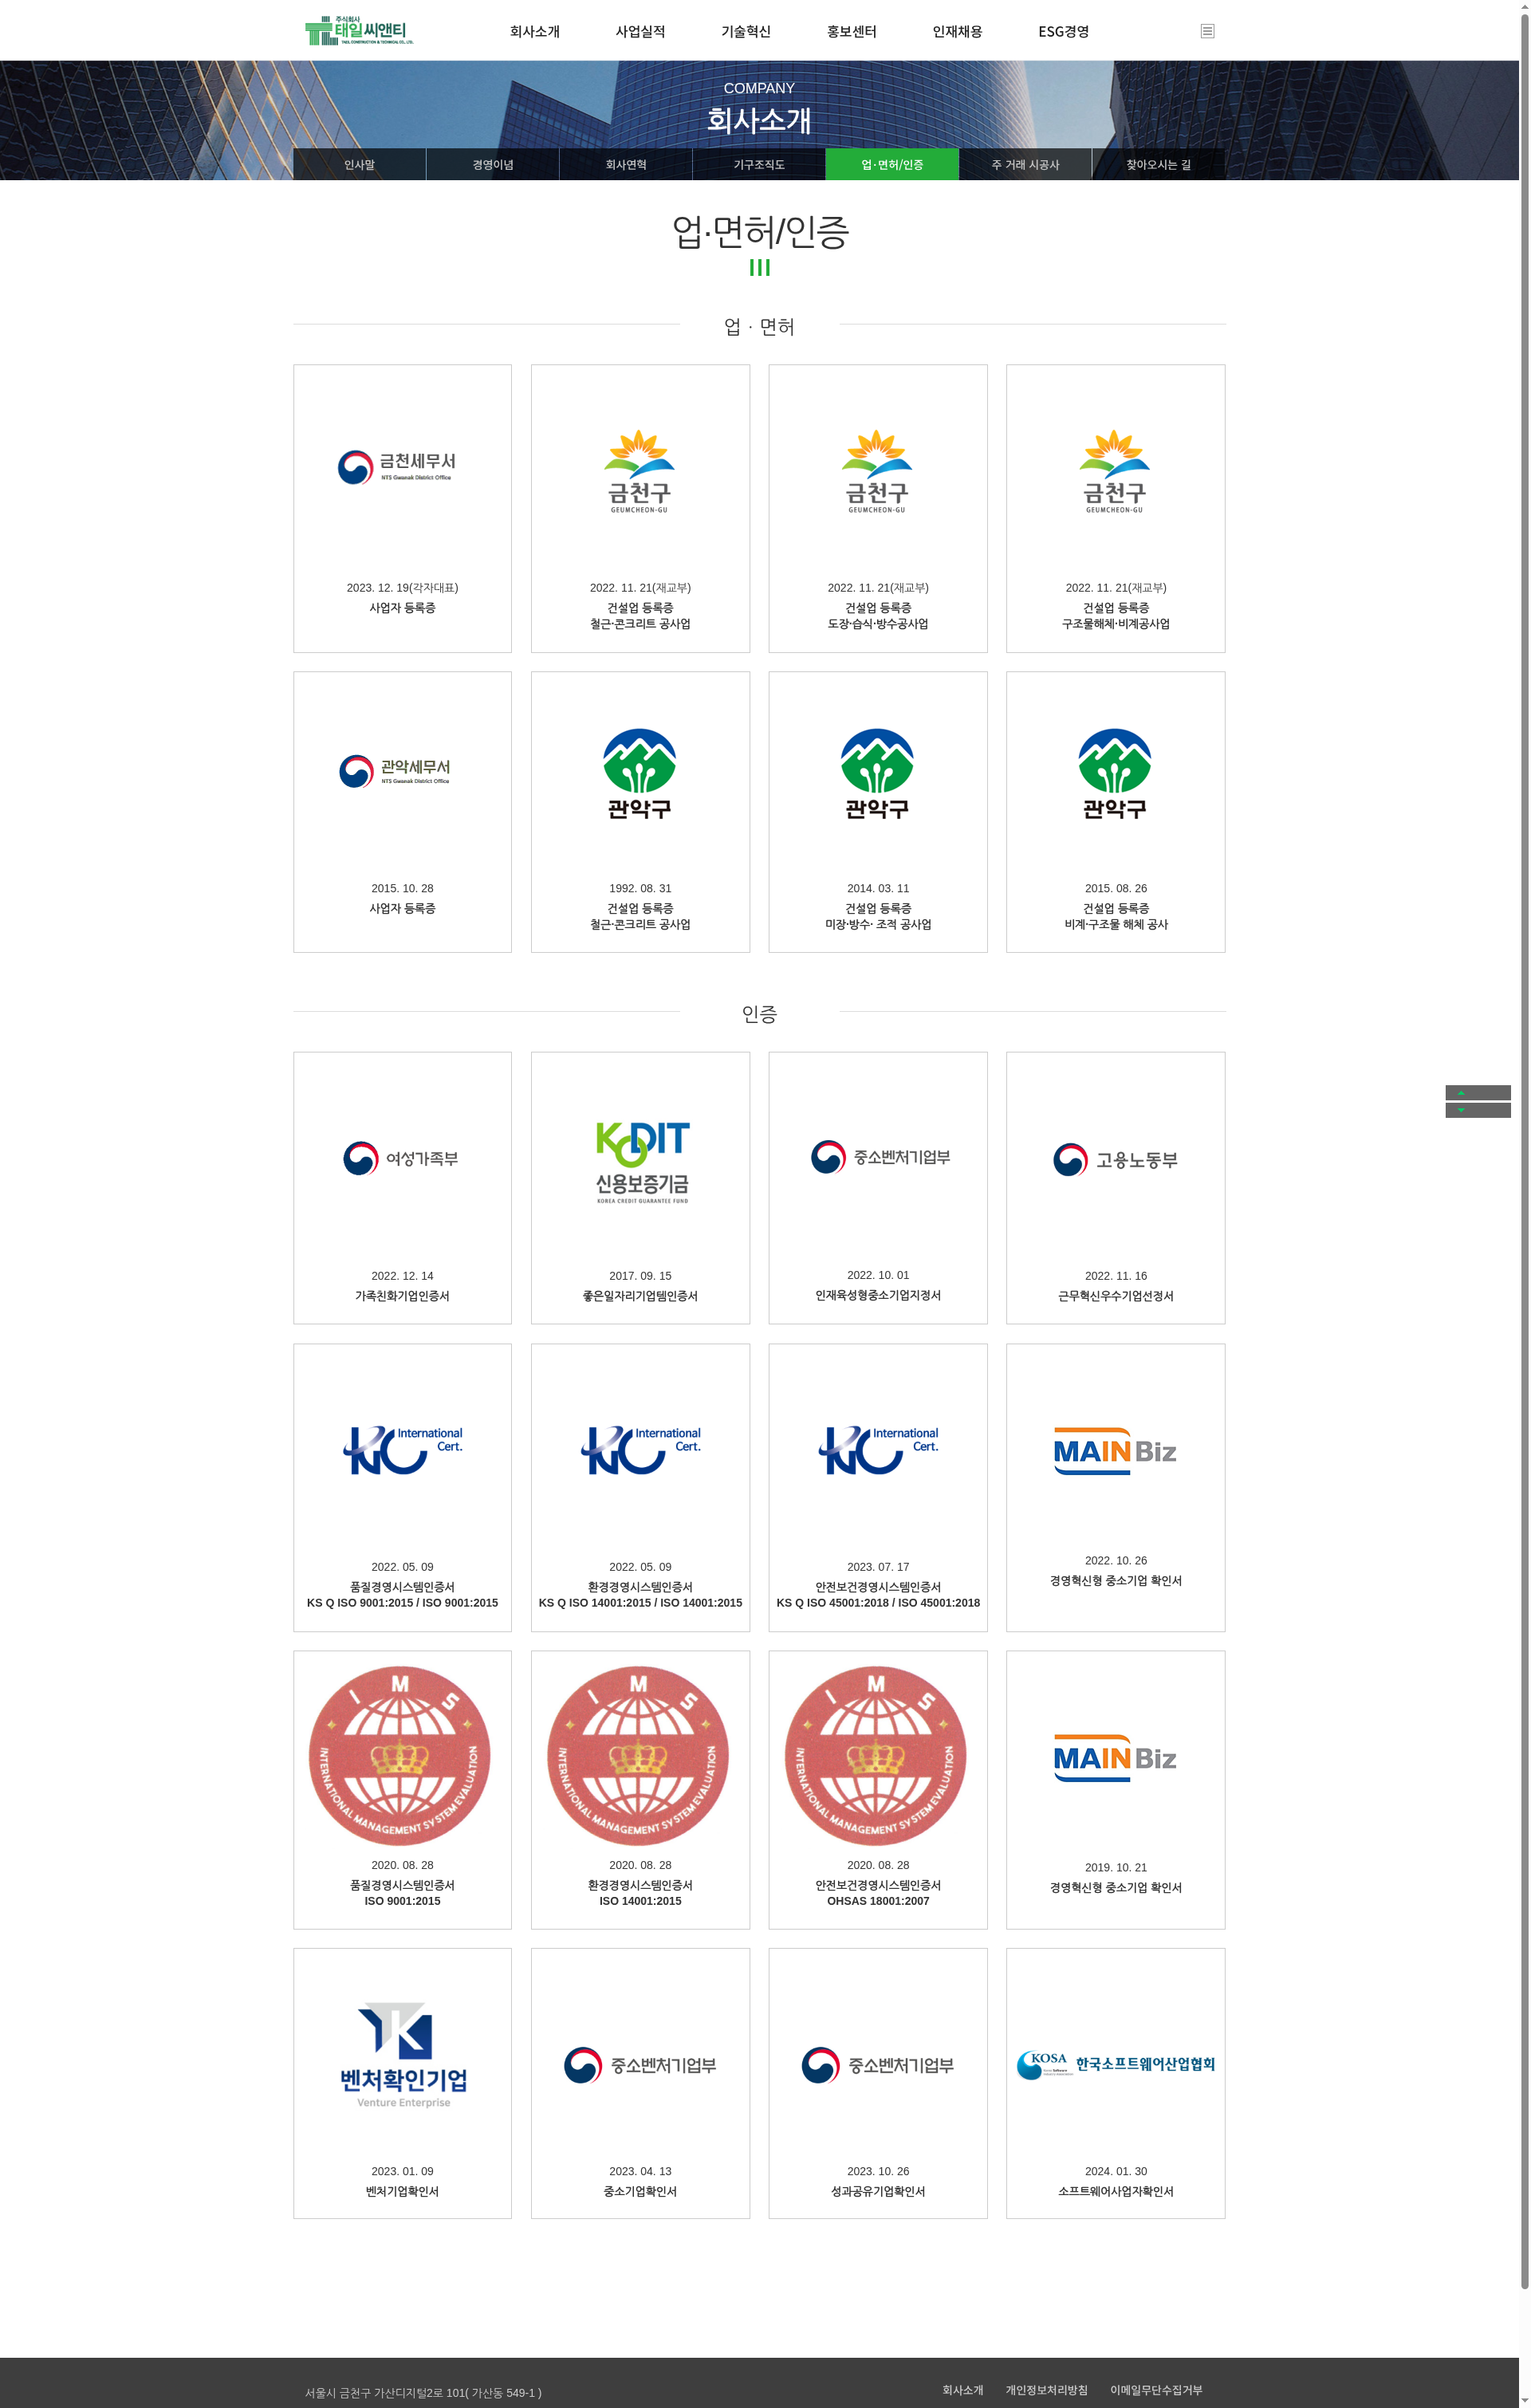 주식회사
태일씨앤티
TAEIL CONSTRUCTION & TECHNICAL CO., LTD.
회사소개 사업실적 기술혁신 홍보센터 인재채용 ESG경영
COMPANY
회사소개
인사말 경영이념 회사연혁 기구조직도 업·면허/인증 주 거래 시공사 찾아오시는 길
업·면허/인증
업 · 면허
금천세무서
NTS Gwanak District Office
금천구
GEUMCHEON-GU
금천구
GEUMCHEON-GU
금천구
GEUMCHEON-GU
2023. 12. 19(각자대표)
사업자 등록증
2022. 11. 21(재교부)
건설업 등록증
철근·콘크리트 공사업
2022. 11. 21(재교부)
건설업 등록증
도장·습식·방수공사업
2022. 11. 21(재교부)
건설업 등록증
구조물해체·비계공사업
관악세무서
NTS Gwanak District Office
관악구
관악구
관악구
2015. 10. 28
사업자 등록증
1992. 08. 31
건설업 등록증
철근·콘크리트 공사업
2014. 03. 11
건설업 등록증
미장·방수· 조적 공사업
2015. 08. 26
건설업 등록증
비계·구조물 해체 공사
인증
여성가족부
KODIT
신용보증기금
KOREA CREDIT GUARANTEE FUND
중소벤처기업부
고용노동부
2022. 12. 14
가족친화기업인증서
2017. 09. 15
좋은일자리기업템인증서
2022. 10. 01
인재육성형중소기업지정서
2022. 11. 16
근무혁신우수기업선정서
International
Cert.
International
Cert.
International
Cert.
MAIN Biz
2022. 05. 09
품질경영시스템인증서
KS Q ISO 9001:2015 / ISO 9001:2015
2022. 05. 09
환경경영시스템인증서
KS Q ISO 14001:2015 / ISO 14001:2015
2023. 07. 17
안전보건경영시스템인증서
KS Q ISO 45001:2018 / ISO 45001:2018
2022. 10. 26
경영혁신형 중소기업 확인서
IMS
INTERNATIONAL MANAGEMENT SYSTEM EVALUATION
IMS
INTERNATIONAL MANAGEMENT SYSTEM EVALUATION
IMS
INTERNATIONAL MANAGEMENT SYSTEM EVALUATION
MAIN Biz
2020. 08. 28
품질경영시스템인증서
ISO 9001:2015
2020. 08. 28
환경경영시스템인증서
ISO 14001:2015
2020. 08. 28
안전보건경영시스템인증서
OHSAS 18001:2007
2019. 10. 21
경영혁신형 중소기업 확인서
벤처확인기업
Venture Enterprise
중소벤처기업부
중소벤처기업부
KOSA 한국소프트웨어산업협회
2023. 01. 09
벤처기업확인서
2023. 04. 13
중소기업확인서
2023. 10. 26
성과공유기업확인서
2024. 01. 30
소프트웨어사업자확인서
서울시 금천구 가산디지털2로 101( 가산동 549-1 )
회사소개 개인정보처리방침 이메일무단수집거부